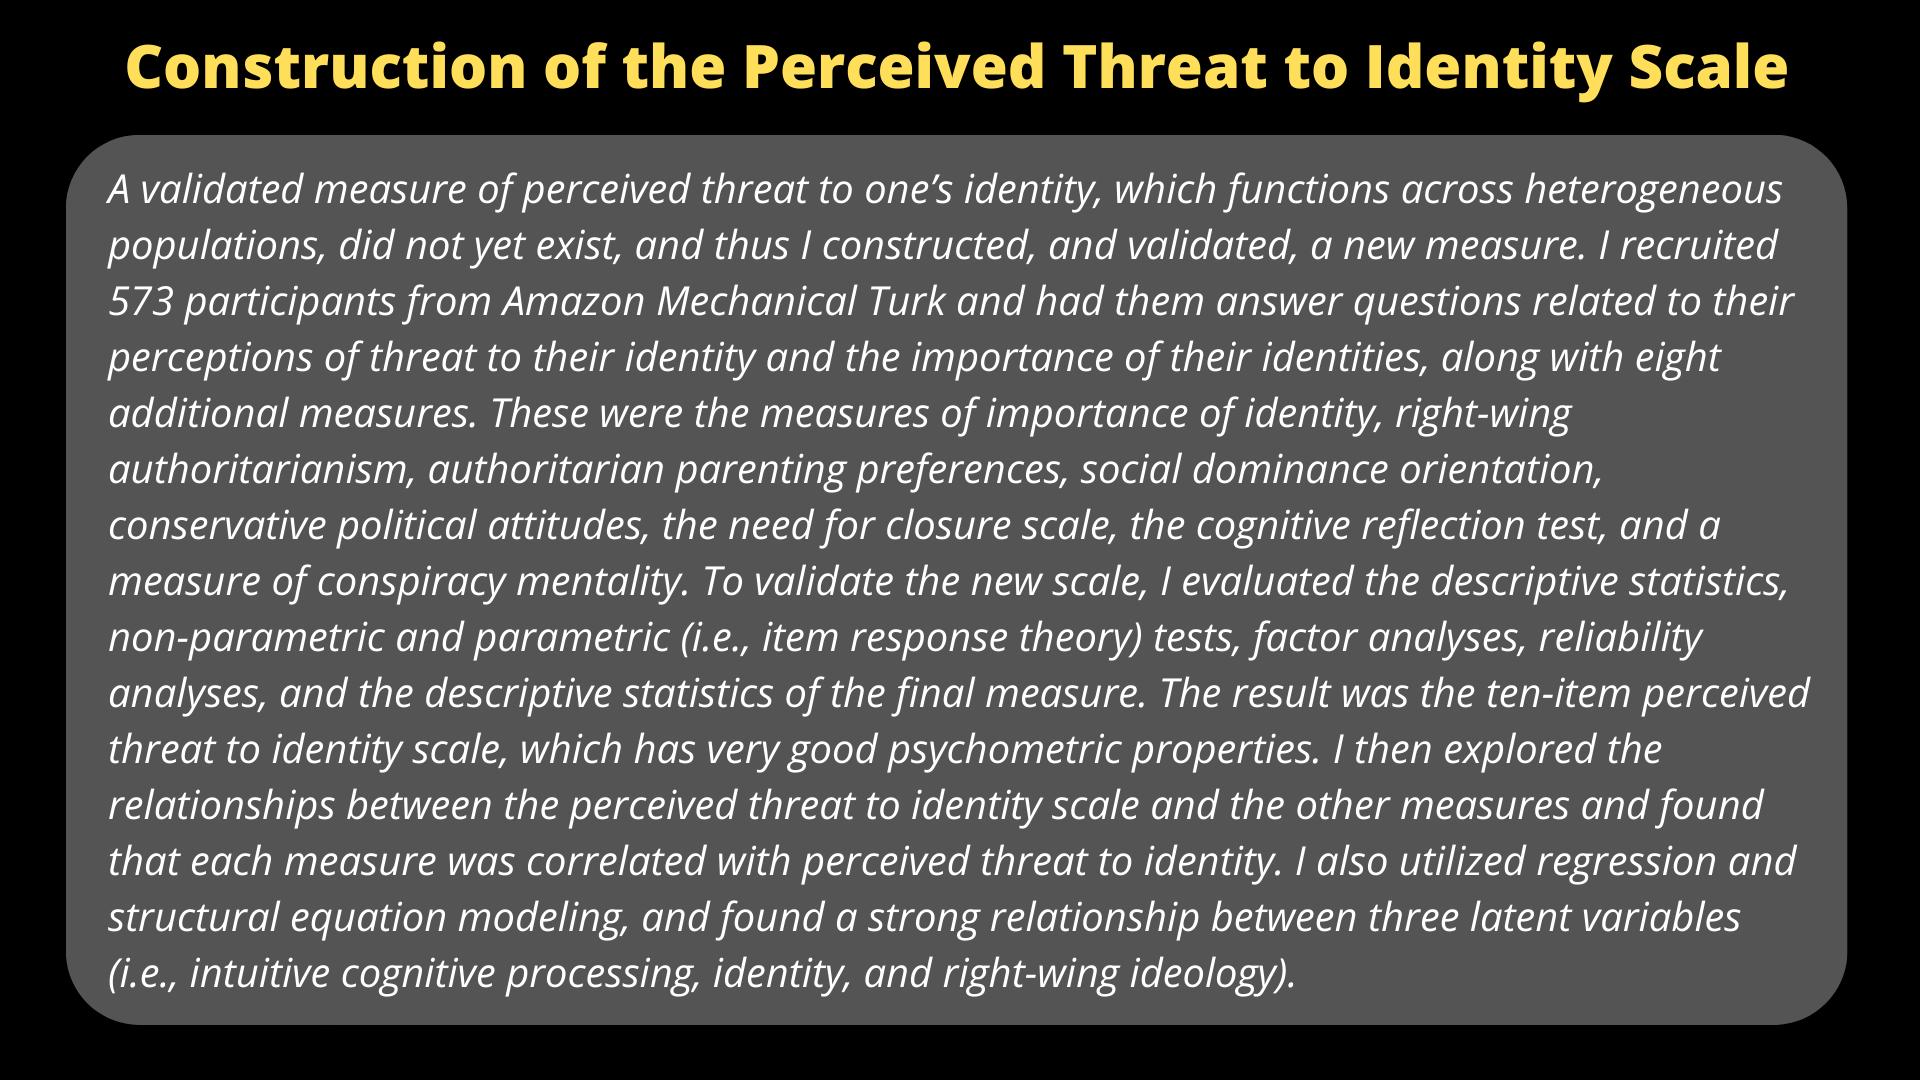 Construction of the Perceived Threat to Identity Scale
A validated measure of perceived threat to one’s identity, which functions across heterogeneous
populations, did not yet exist, and thus I constructed, and validated, a new measure. I recruited
573 participants from Amazon Mechanical Turk and had them answer questions related to their
perceptions of threat to their identity and the importance of their identities, along with eight
additional measures. These were the measures of importance of identity, right-wing
authoritarianism, authoritarian parenting preferences, social dominance orientation,
conservative political attitudes, the need for closure scale, the cognitive reflection test, and a
measure of conspiracy mentality. To validate the new scale, I evaluated the descriptive statistics,
non-parametric and parametric (i.e., item response theory) tests, factor analyses, reliability
analyses, and the descriptive statistics of the final measure. The result was the ten-item perceived
threat to identity scale, which has very good psychometric properties. I then explored the
relationships between the perceived threat to identity scale and the other measures and found
that each measure was correlated with perceived threat to identity. I also utilized regression and
structural equation modeling, and found a strong relationship between three latent variables
(i.e., intuitive cognitive processing, identity, and right-wing ideology).